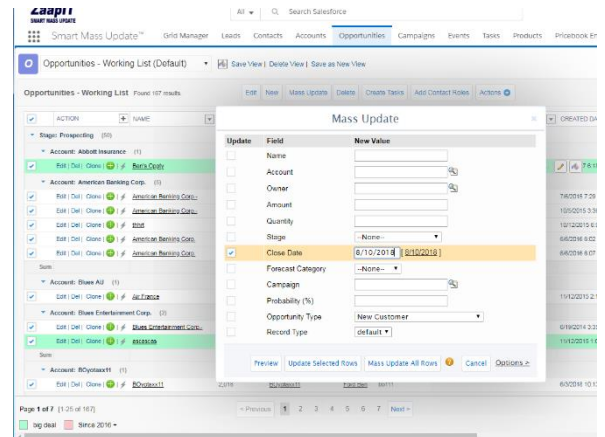 Zaapit
SMART MASS UPDATE
All Search Salesforce
Smart Mass Update™ Grid Manager Leads Contacts Accounts Opportunities Campaigns Events Tasks Products Pricebook
O Opportunities - Working List (Default) Save View | Delete View | Save as New View
Opportunities - Working List Found 167 results Edit New Mass Update Delete Create Tasks Add Contact Roles Actions
ACTION + NAME CREATED DA
Stage: Prospecting (50)
Account: Abbott Insurance (1)
Edit | Del | Clone |
Account: American Banking Corp. (5)
Edit | Del | Clone | American Banking Corp.-
Edit | Del | Clone |
Edit | Del | Clone | American Banking Corp.
Edit | Del | Clone | American Banking Corp.
Edit | Del | Clone | American Banking Corp.
Sum:
Account: Blues AU (1)
Edit | Del | Clone | Air France
Account: Blues Entertainment Corp. (2)
Edit | Del | Clone | Blues Entertainment Corp.-
Edit | Del | Clone |
Sum:
Account: BOyotaxx11 (1)
Edit | Del | Clone | BOyotaxx11
Page 1 of 7 [1-25 of 167] < Previous 1 2 3 4 5 6 7 Next >
big deal Since 2016
Mass Update
Update Field New Value
Name
Account
Owner
Amount
Quantity
Stage --None--
Close Date 8/10/2018 [ 8/10/2018 ]
Forecast Category --None--
Campaign
Probability (%)
Opportunity Type New Customer
Record Type default
Preview Update Selected Rows Mass Update All Rows Cancel Options >